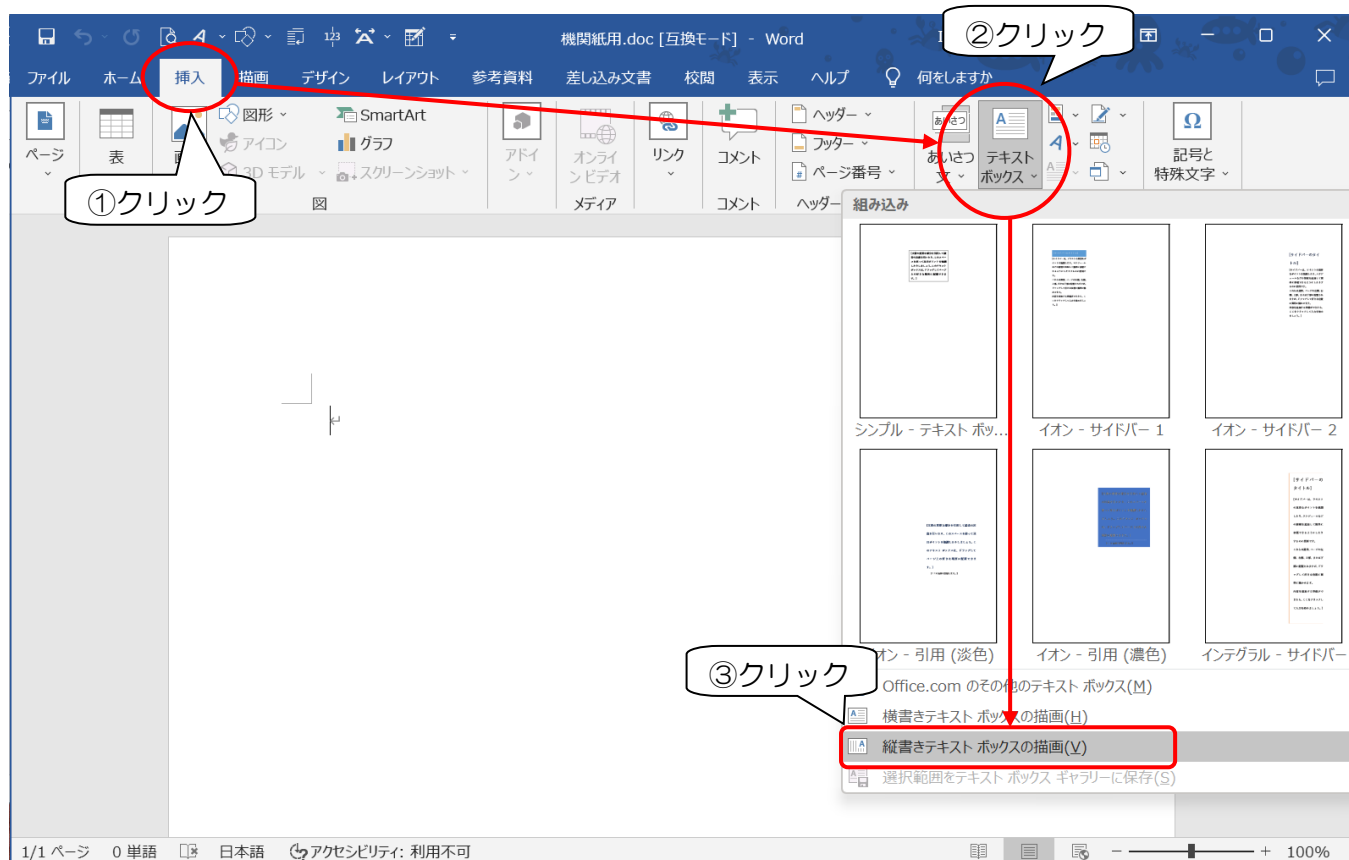 機関紙用.doc [互換モード] - Word
②クリック
ファイル ホーム 挿入 描画 デザイン レイアウト 参考資料 差し込み文書 校閲 表示 ヘルプ 何をしますか
ページ
表
図形
アイコン
3D モデル
SmartArt
グラフ
スクリーンショット
アドイン
オンラインビデオ
リンク
コメント
ヘッダー
フッター
ページ番号
あいさつ
あいさつ文
テキストボックス
記号と特殊文字
①クリック
図
メディア
コメント
ヘッダー
組み込み
シンプル - テキスト ボッ...
イオン - サイドバー 1
イオン - サイドバー 2
オン - 引用 (淡色)
イオン - 引用 (濃色)
インテグラル - サイドバー
③クリック
Office.com のその他のテキスト ボックス(M)
横書きテキスト ボックスの描画(H)
縦書きテキスト ボックスの描画(V)
選択範囲をテキスト ボックス ギャラリーに保存(S)
1/1 ページ 0 単語 日本語 アクセシビリティ: 利用不可 100%